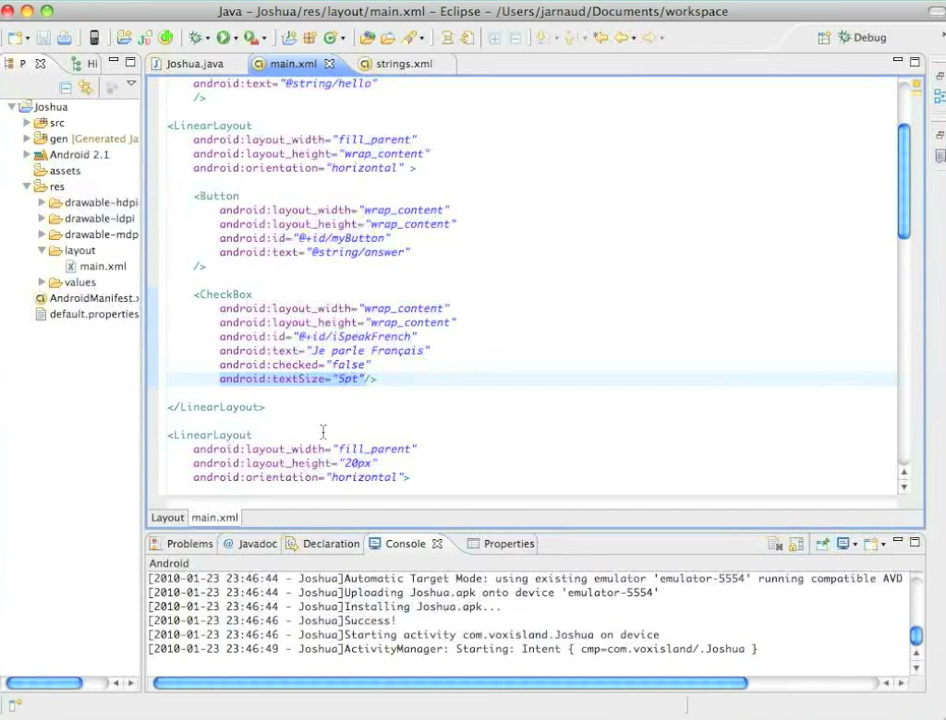 Java - Joshua/res/layout/main.xml - Eclipse - /Users/jarnaud/Documents/workspace
Debug
P Hi
Joshua.java main.xml strings.xml
Joshua
src
gen [Generated Ja
Android 2.1
assets
res
drawable-hdpi
drawable-ldpi
drawable-mdp
layout
main.xml
values
AndroidManifest.x
default.properties
android:text="@string/hello"
/>
<LinearLayout
android:layout_width="fill_parent"
android:layout_height="wrap_content"
android:orientation="horizontal" >
<Button
android:layout_width="wrap_content"
android:layout_height="wrap_content"
android:id="@+id/myButton"
android:text="@string/answer"
/>
<CheckBox
android:layout_width="wrap_content"
android:layout_height="wrap_content"
android:id="@+id/iSpeakFrench"
android:text="Je parle Français"
android:checked="false"
android:textSize="5pt"/>
</LinearLayout>
<LinearLayout
android:layout_width="fill_parent"
android:layout_height="20px"
android:orientation="horizontal">
Layout main.xml
Problems Javadoc Declaration Console Properties
Android
[2010-01-23 23:46:44 - Joshua]Automatic Target Mode: using existing emulator 'emulator-5554' running compatible AVD
[2010-01-23 23:46:44 - Joshua]Uploading Joshua.apk onto device 'emulator-5554'
[2010-01-23 23:46:44 - Joshua]Installing Joshua.apk...
[2010-01-23 23:46:46 - Joshua]Success!
[2010-01-23 23:46:46 - Joshua]Starting activity com.voxisland.Joshua on device
[2010-01-23 23:46:49 - Joshua]ActivityManager: Starting: Intent { cmp=com.voxisland/.Joshua }